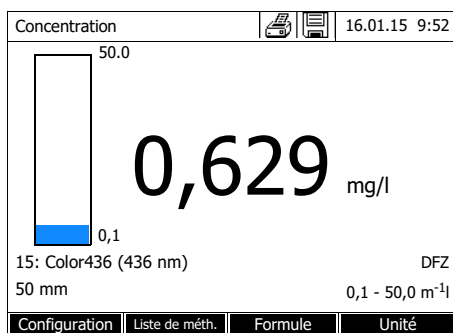 Concentration 16.01.15 9:52
50.0
0,629 mg/l
0,1
15: Color436 (436 nm) DFZ
50 mm 0,1 - 50,0 m⁻¹l
Configuration Liste de méth. Formule Unité